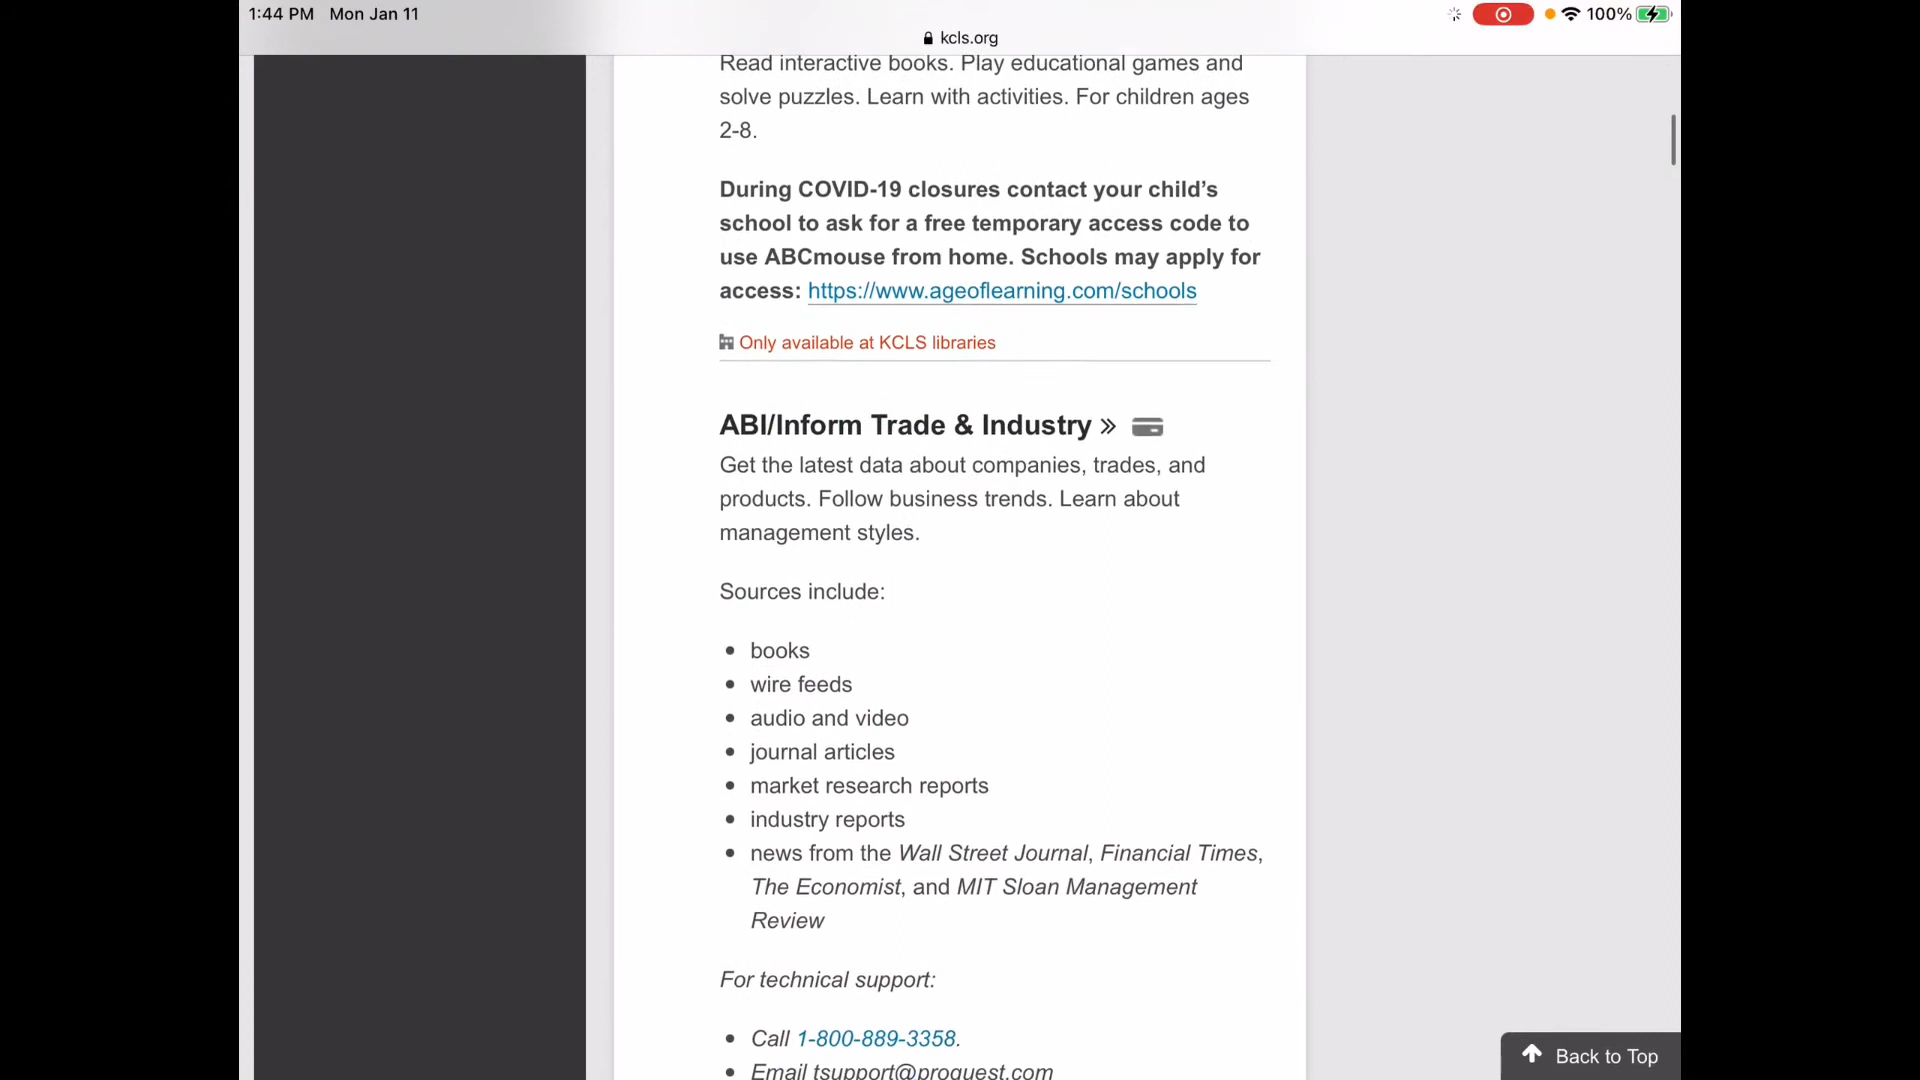 1:44 PM Mon Jan 11
100%
kcls.org
Read interactive books. Play educational games and
solve puzzles. Learn with activities. For children ages
2-8.
During COVID-19 closures contact your child’s
school to ask for a free temporary access code to
use ABCmouse from home. Schools may apply for
access: https://www.ageoflearning.com/schools
Only available at KCLS libraries
ABI/Inform Trade & Industry »
Get the latest data about companies, trades, and
products. Follow business trends. Learn about
management styles.
Sources include:
• books
• wire feeds
• audio and video
• journal articles
• market research reports
• industry reports
• news from the Wall Street Journal, Financial Times,
The Economist, and MIT Sloan Management
Review
For technical support:
• Call 1-800-889-3358.
• Email tsupport@proquest.com
Back to Top